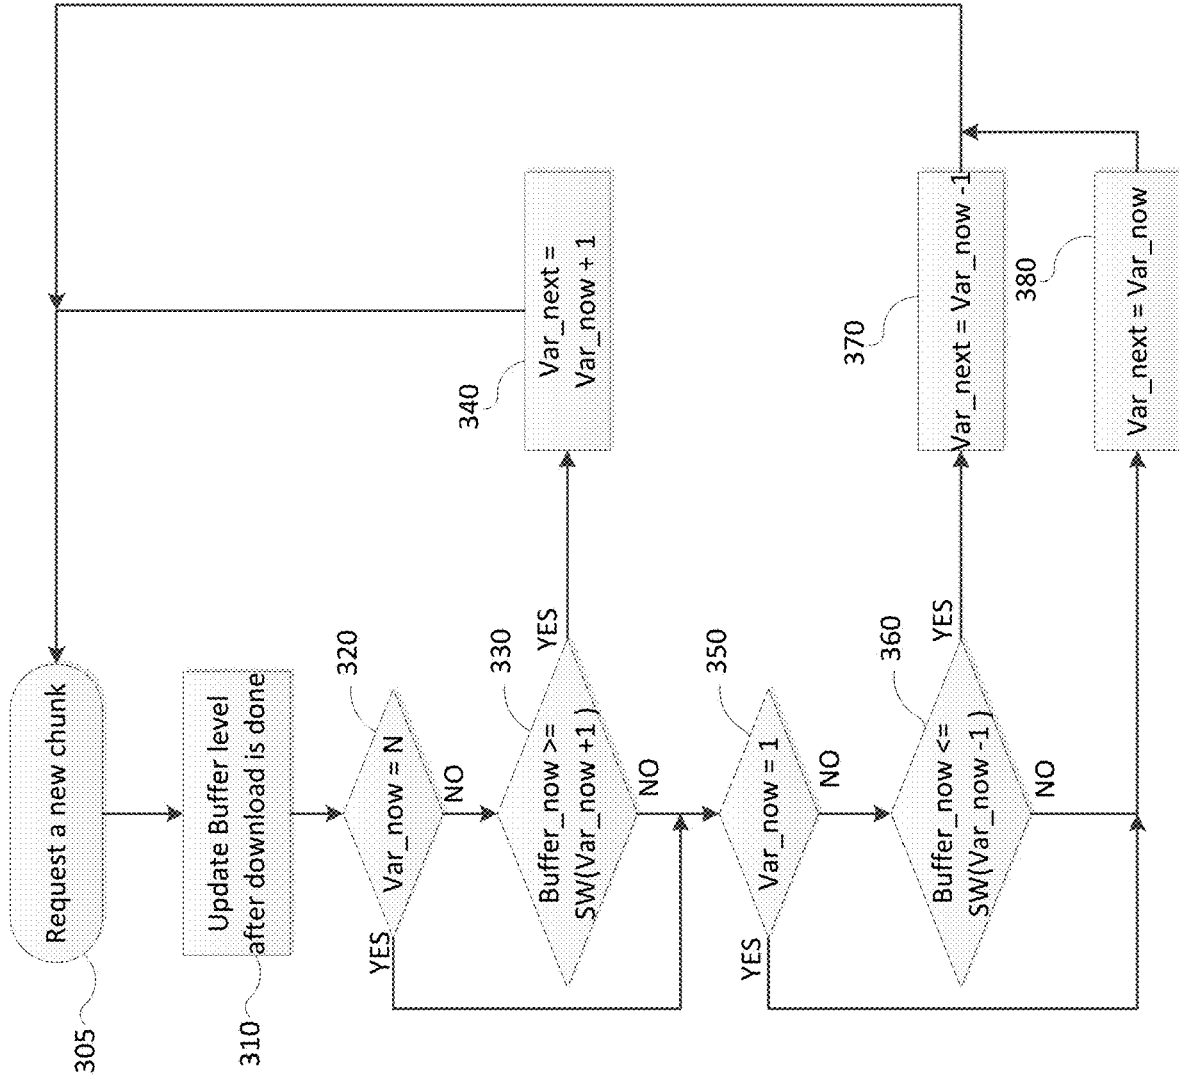 Request a new chunk
305
Update Buffer level
after download is done
310
320
Var_now = N
YES
NO
330
Buffer_now >=
SW(Var_now +1 )
YES
NO
340
Var_next =
Var_now + 1
350
Var_now = 1
YES
NO
360
Buffer_now <=
SW(Var_now -1 )
YES
NO
370
Var_next = Var_now -1
380
Var_next = Var_now